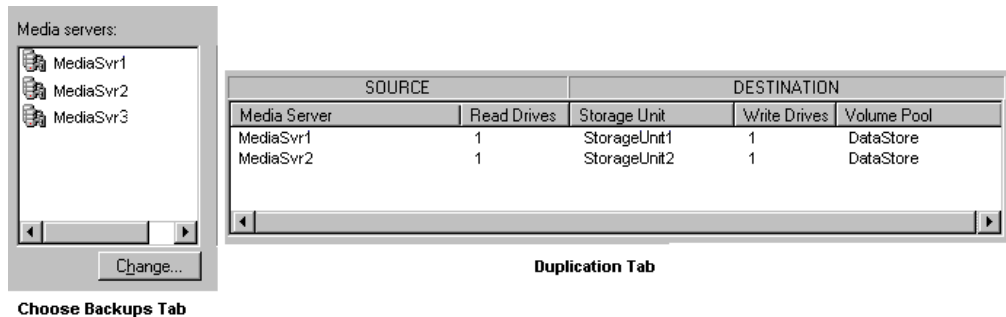 Media servers:
MediaSvr1
MediaSvr2
MediaSvr3
Change...
Choose Backups Tab
SOURCE DESTINATION
Media Server Read Drives Storage Unit Write Drives Volume Pool
MediaSvr1 1 StorageUnit1 1 DataStore
MediaSvr2 1 StorageUnit2 1 DataStore
Duplication Tab